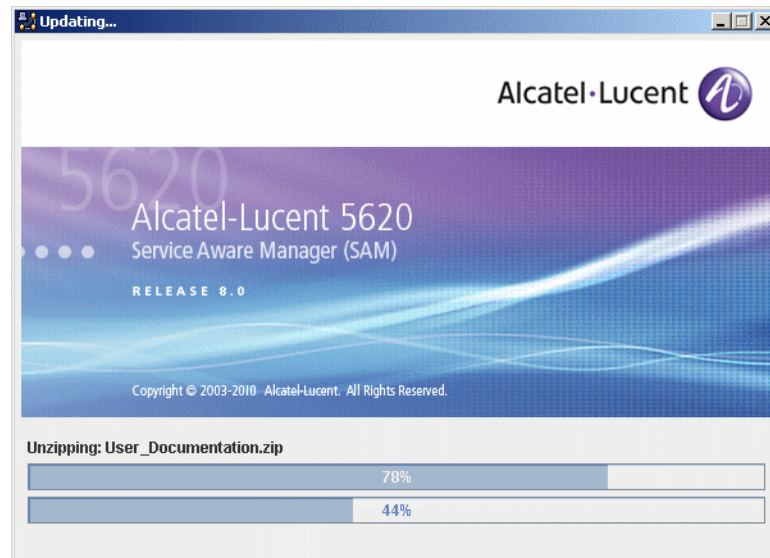 Updating...
Alcatel·Lucent
5620
Alcatel-Lucent 5620
Service Aware Manager (SAM)
RELEASE 8.0
Copyright © 2003-2010 Alcatel-Lucent. All Rights Reserved.
Unzipping: User_Documentation.zip
78%
44%